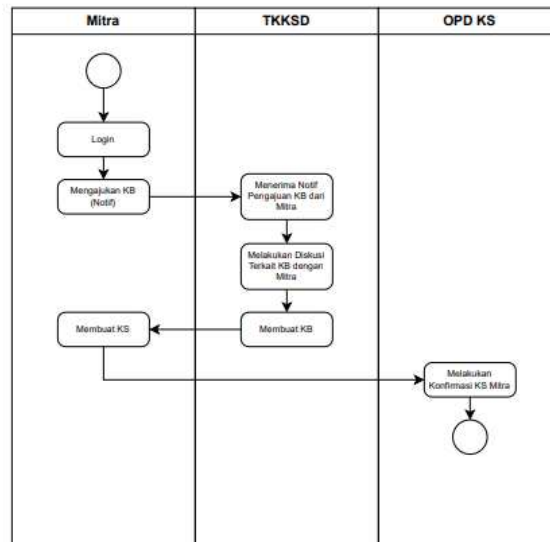 Mitra
TKKSD
OPD KS
Login
Mengajukan KB
(Notif)
Menerima Notif
Pengajuan KB dari
Mitra
Melakukan Diskusi
Terkait KB dengan
Mitra
Membuat KS
Membuat KB
Melakukan
Konfirmasi KS Mitra